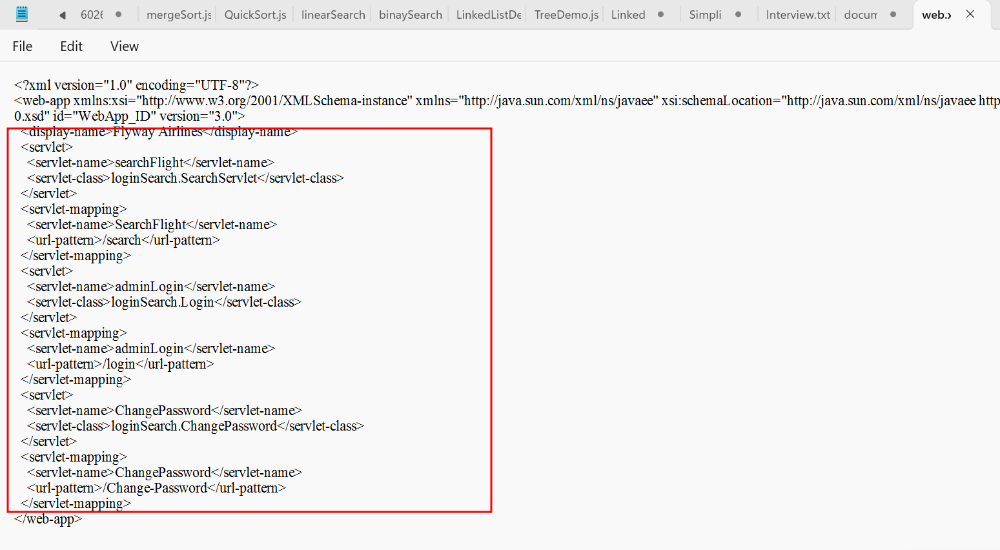 6026 mergeSort.js QuickSort.js linearSearch binaySearch. LinkedListDe TreeDemo.js Linked Simpli Interview.txt docum web.x
File Edit View
<?xml version="1.0" encoding="UTF-8"?>
<web-app xmlns:xsi="http://www.w3.org/2001/XMLSchema-instance" xmlns="http://java.sun.com/xml/ns/javaee" xsi:schemaLocation="http://java.sun.com/xml/ns/javaee http
0.xsd" id="WebApp_ID" version="3.0">
<display-name>Flyway Airlines</display-name>
<servlet>
<servlet-name>searchFlight</servlet-name>
<servlet-class>loginSearch.SearchServlet</servlet-class>
</servlet>
<servlet-mapping>
<servlet-name>SearchFlight</servlet-name>
<url-pattern>/search</url-pattern>
</servlet-mapping>
<servlet>
<servlet-name>adminLogin</servlet-name>
<servlet-class>loginSearch.Login</servlet-class>
</servlet>
<servlet-mapping>
<servlet-name>adminLogin</servlet-name>
<url-pattern>/login</url-pattern>
</servlet-mapping>
<servlet>
<servlet-name>ChangePassword</servlet-name>
<servlet-class>loginSearch.ChangePassword</servlet-class>
</servlet>
<servlet-mapping>
<servlet-name>ChangePassword</servlet-name>
<url-pattern>/Change-Password</url-pattern>
</servlet-mapping>
</web-app>